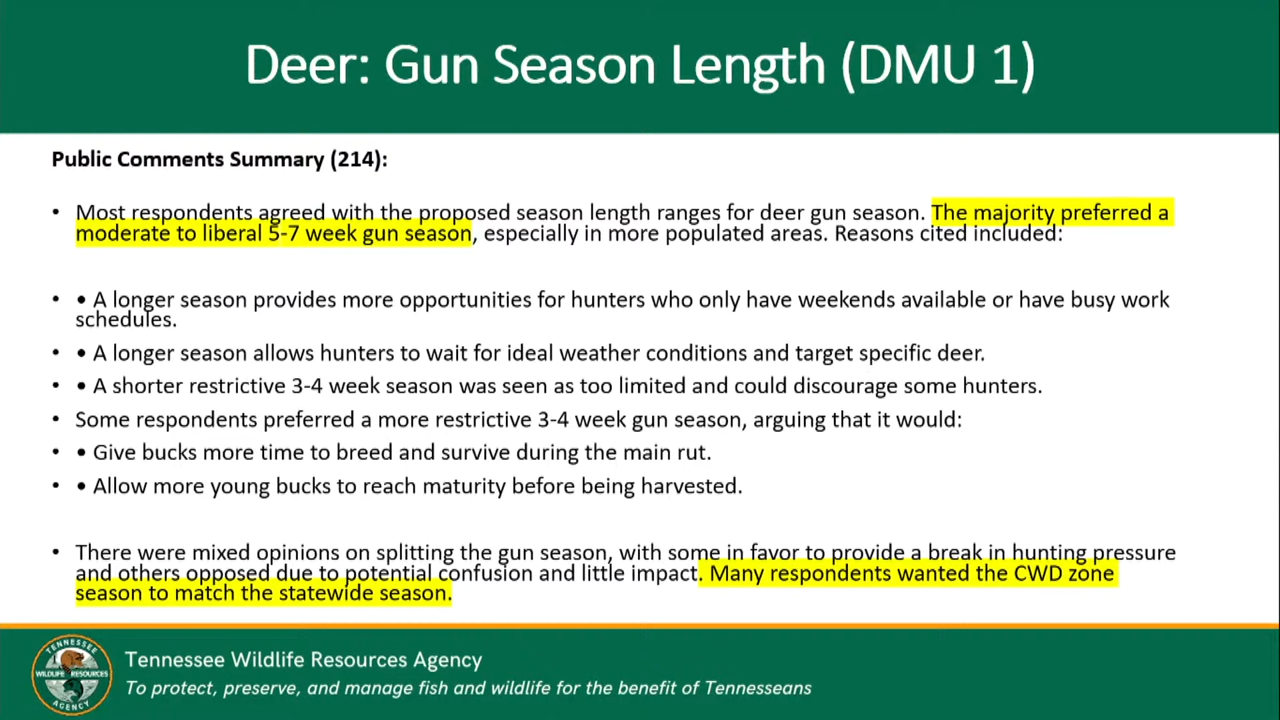 Deer: Gun Season Length (DMU 1)
Public Comments Summary (214):
• Most respondents agreed with the proposed season length ranges for deer gun season. The majority preferred a
moderate to liberal 5-7 week gun season, especially in more populated areas. Reasons cited included:
• • A longer season provides more opportunities for hunters who only have weekends available or have busy work
schedules.
• • A longer season allows hunters to wait for ideal weather conditions and target specific deer.
• • A shorter restrictive 3-4 week season was seen as too limited and could discourage some hunters.
• Some respondents preferred a more restrictive 3-4 week gun season, arguing that it would:
• • Give bucks more time to breed and survive during the main rut.
• • Allow more young bucks to reach maturity before being harvested.
• There were mixed opinions on splitting the gun season, with some in favor to provide a break in hunting pressure
and others opposed due to potential confusion and little impact. Many respondents wanted the CWD zone
season to match the statewide season.
TENNESSEE
WILDLIFE RESOURCES
AGENCY
Tennessee Wildlife Resources Agency
To protect, preserve, and manage fish and wildlife for the benefit of Tennesseans